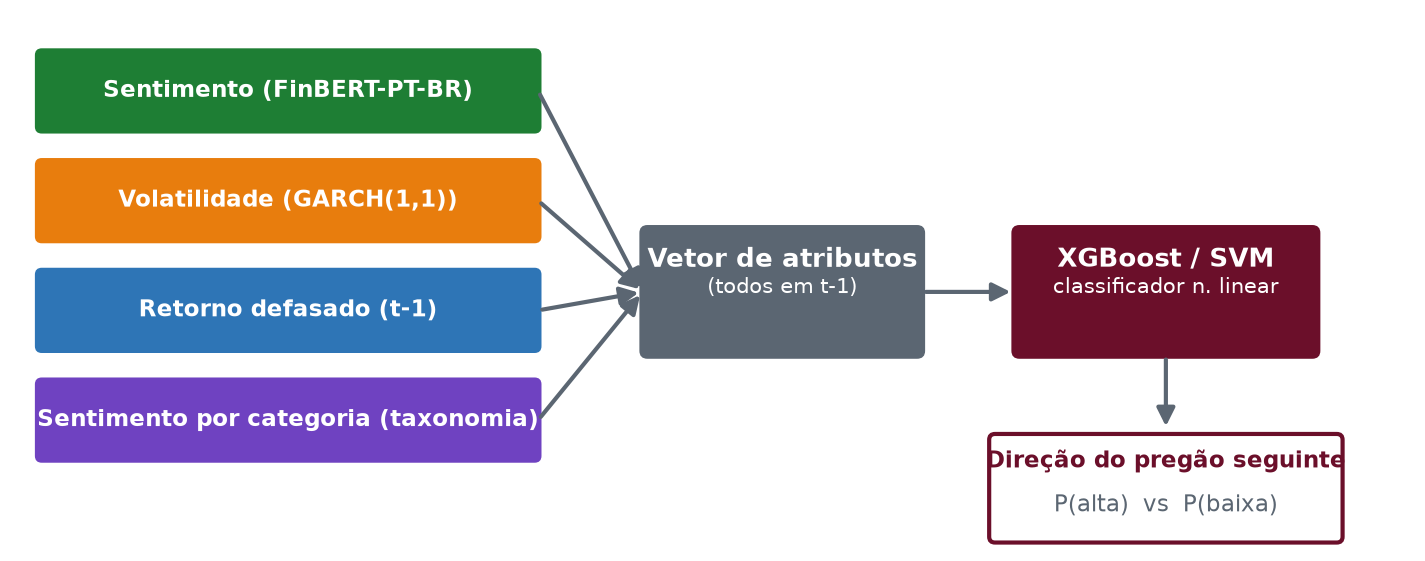 Sentimento (FinBERT-PT-BR)
Volatilidade (GARCH(1,1))
Retorno defasado (t-1)
Sentimento por categoria (taxonomia)
Vetor de atributos
(todos em t-1)
XGBoost / SVM
classificador n. linear
Direção do pregão seguinte
P(alta) vs P(baixa)